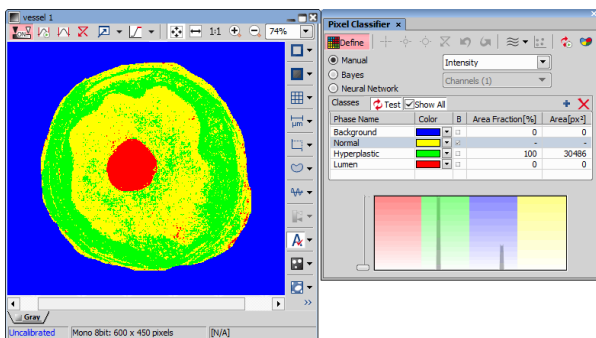 vessel 1
1:1
74%
μm
Gray
Uncalibrated
Mono 8bit: 600 x 450 pixels
[N/A]
Pixel Classifier ×
Define
Manual
Intensity
Bayes
Channels (1)
Neural Network
Classes Test Show All
Phase Name Color B Area Fraction[%] Area[px²]
Background 0 0
Normal - -
Hyperplastic 100 30486
Lumen 0 0